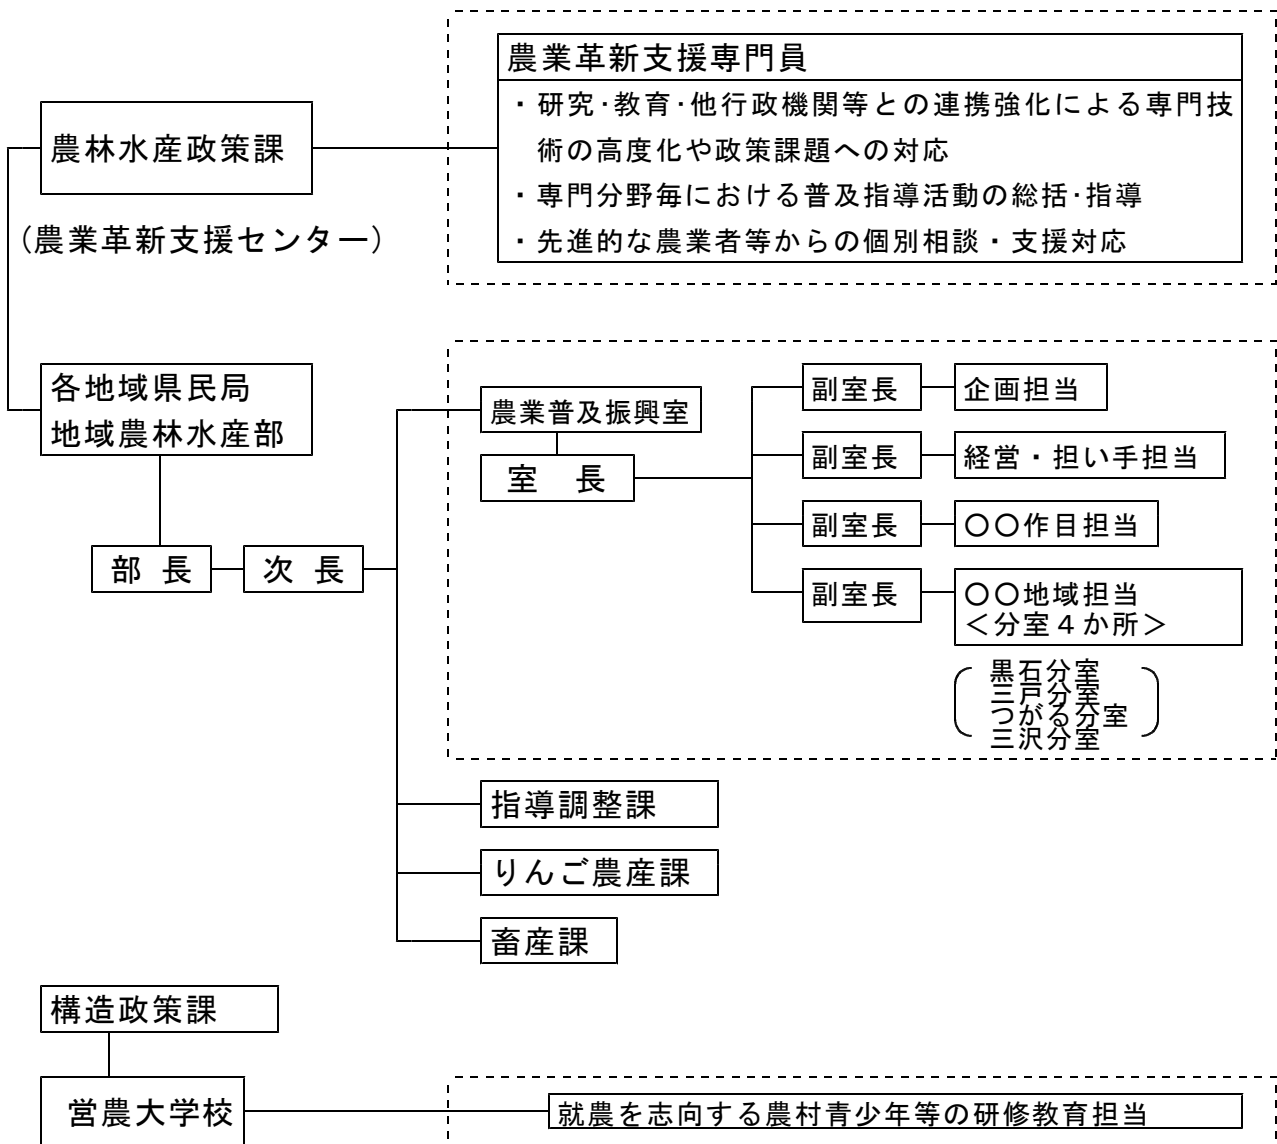 農業革新支援専門員
・研究・教育・他行政機関等との連携強化による専門技
術の高度化や政策課題への対応
・専門分野毎における普及指導活動の総括・指導
・先進的な農業者等からの個別相談・支援対応
農林水産政策課
(農業革新支援センター)
各地域県民局
地域農林水産部
部 長
次 長
農業普及振興室
室 長
副室長
企画担当
副室長
経営・担い手担当
副室長
○○作目担当
副室長
○○地域担当
＜分室４か所＞
黒石分室
三戸分室
つがる分室
三沢分室
指導調整課
りんご農産課
畜産課
構造政策課
営農大学校
就農を志向する農村青少年等の研修教育担当